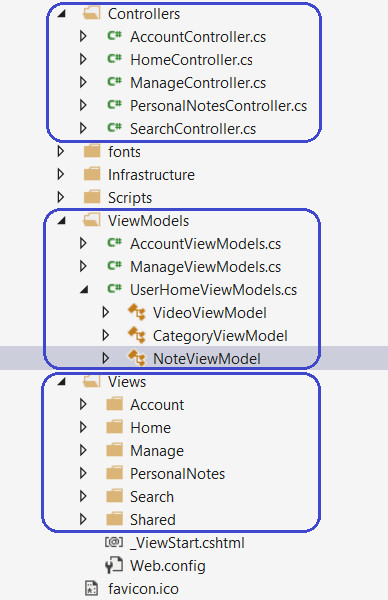 Controllers
C# AccountController.cs
C# HomeController.cs
C# ManageController.cs
C# PersonalNotesController.cs
C# SearchController.cs
fonts
Infrastructure
Scripts
ViewModels
C# AccountViewModels.cs
C# ManageViewModels.cs
C# UserHomeViewModels.cs
VideoViewModel
CategoryViewModel
NoteViewModel
Views
Account
Home
Manage
PersonalNotes
Search
Shared
[@] _ViewStart.cshtml
Web.config
favicon.ico